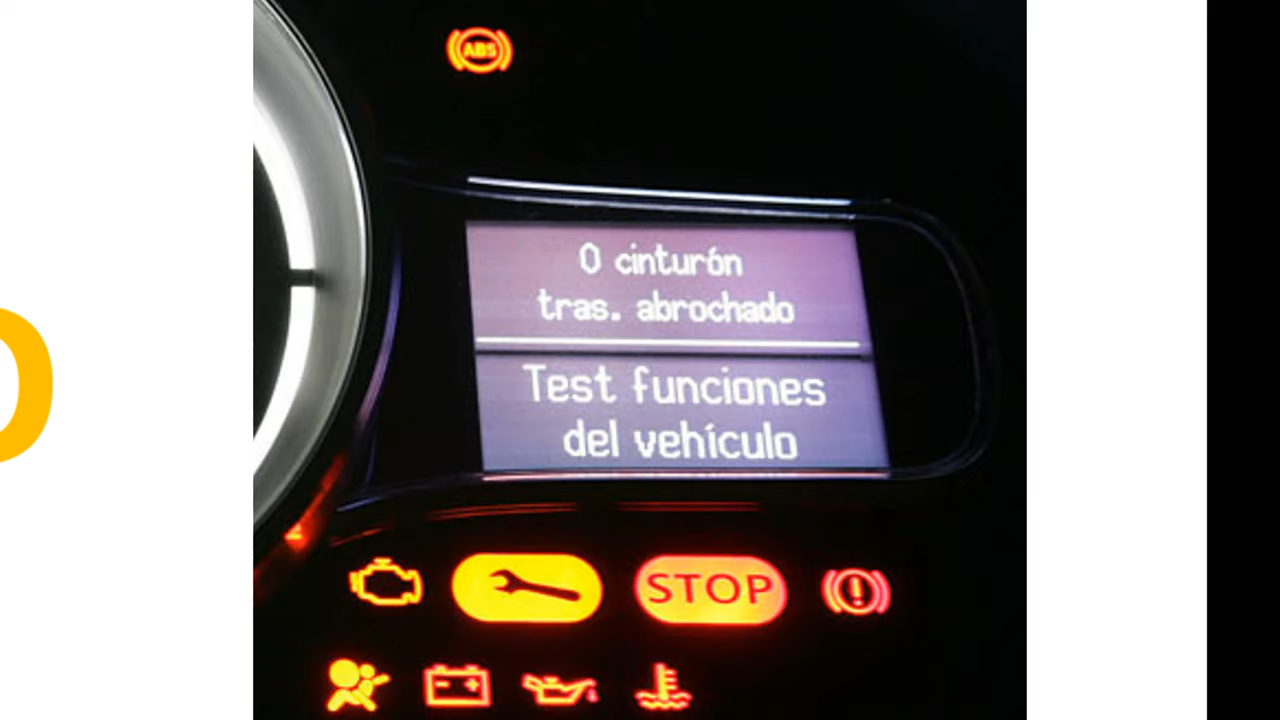 ABS
0 cinturón
tras. abrochado
Test funciones
del vehículo
STOP